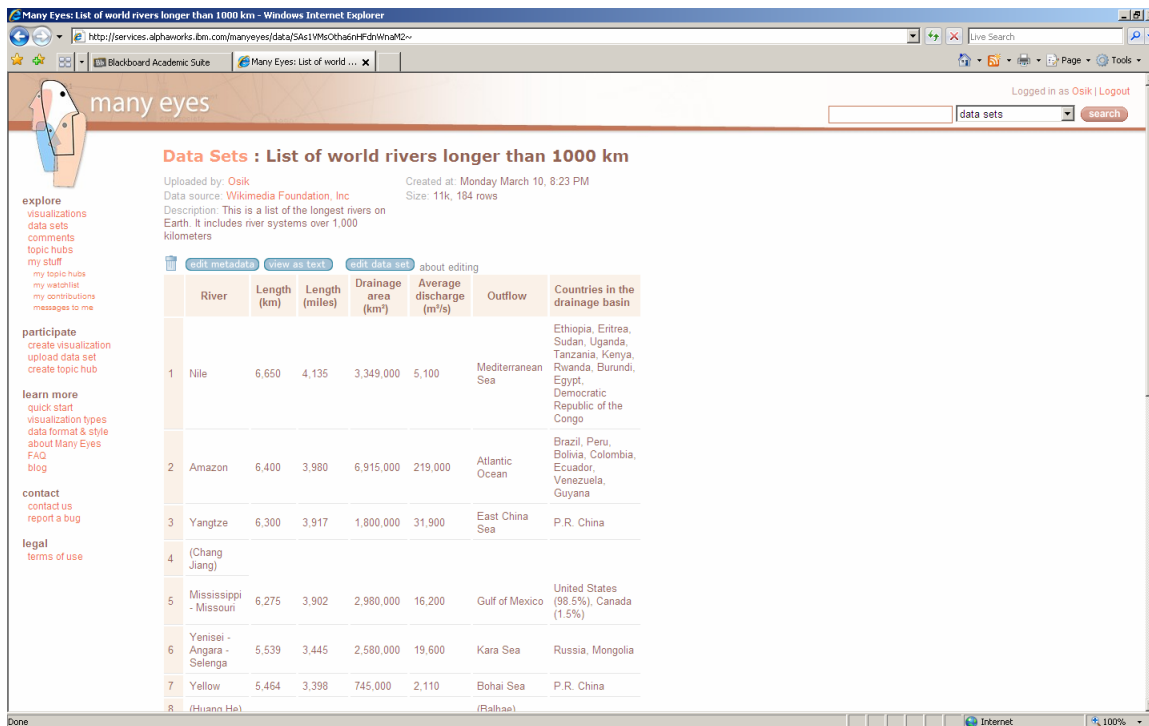 Many Eyes: List of world rivers longer than 1000 km - Windows Internet Explorer
http://services.alphaworks.ibm.com/manyeyes/data/SAs1VMsOtha6nHFdnWnaM2~
Live Search
Blackboard Academic Suite
Many Eyes: List of world ...
Page
Tools
Logged in as Osik | Logout
many eyes
data sets
search
Data Sets : List of world rivers longer than 1000 km
Uploaded by: Osik
Created at: Monday March 10, 8:23 PM
Data source: Wikimedia Foundation, Inc
Size: 11k, 184 rows
Description: This is a list of the longest rivers on
Earth. It includes river systems over 1,000
kilometers
explore
visualizations
data sets
comments
topic hubs
my stuff
my topic hubs
my watchlist
my contributions
messages to me
participate
create visualization
upload data set
create topic hub
learn more
quick start
visualization types
data format & style
about Many Eyes
FAQ
blog
contact
contact us
report a bug
legal
terms of use
edit metadata view as text edit data set about editing
River
Length
(km)
Length
(miles)
Drainage
area
(km²)
Average
discharge
(m³/s)
Outflow
Countries in the
drainage basin
1 Nile 6,650 4,135 3,349,000 5,100
Mediterranean
Sea
Ethiopia, Eritrea,
Sudan, Uganda,
Tanzania, Kenya,
Rwanda, Burundi,
Egypt,
Democratic
Republic of the
Congo
2 Amazon 6,400 3,980 6,915,000 219,000
Atlantic
Ocean
Brazil, Peru,
Bolivia, Colombia,
Ecuador,
Venezuela,
Guyana
3 Yangtze 6,300 3,917 1,800,000 31,900
East China
Sea
P.R. China
4
(Chang
Jiang)
5
Mississippi
- Missouri
6,275 3,902 2,980,000 16,200 Gulf of Mexico
United States
(98.5%), Canada
(1.5%)
6
Yenisei -
Angara -
Selenga
5,539 3,445 2,580,000 19,600 Kara Sea Russia, Mongolia
7 Yellow 5,464 3,398 745,000 2,110 Bohai Sea P.R. China
8 (Huang He) (Balhae)
Done
Internet
100%